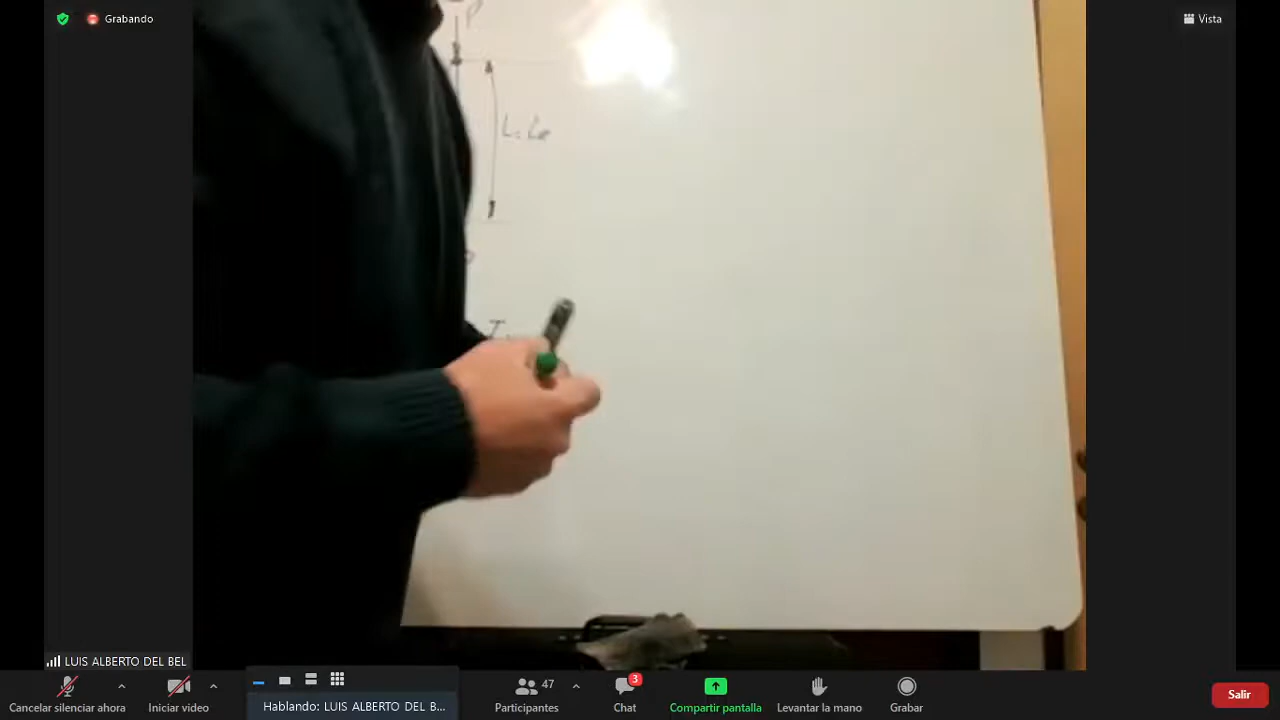 Grabando
Vista
P
LUIS ALBERTO DEL BEL
Cancelar silenciar ahora
Iniciar video
Hablando: LUIS ALBERTO DEL B...
47
Participantes
3
Chat
Compartir pantalla
Levantar la mano
Grabar
Salir